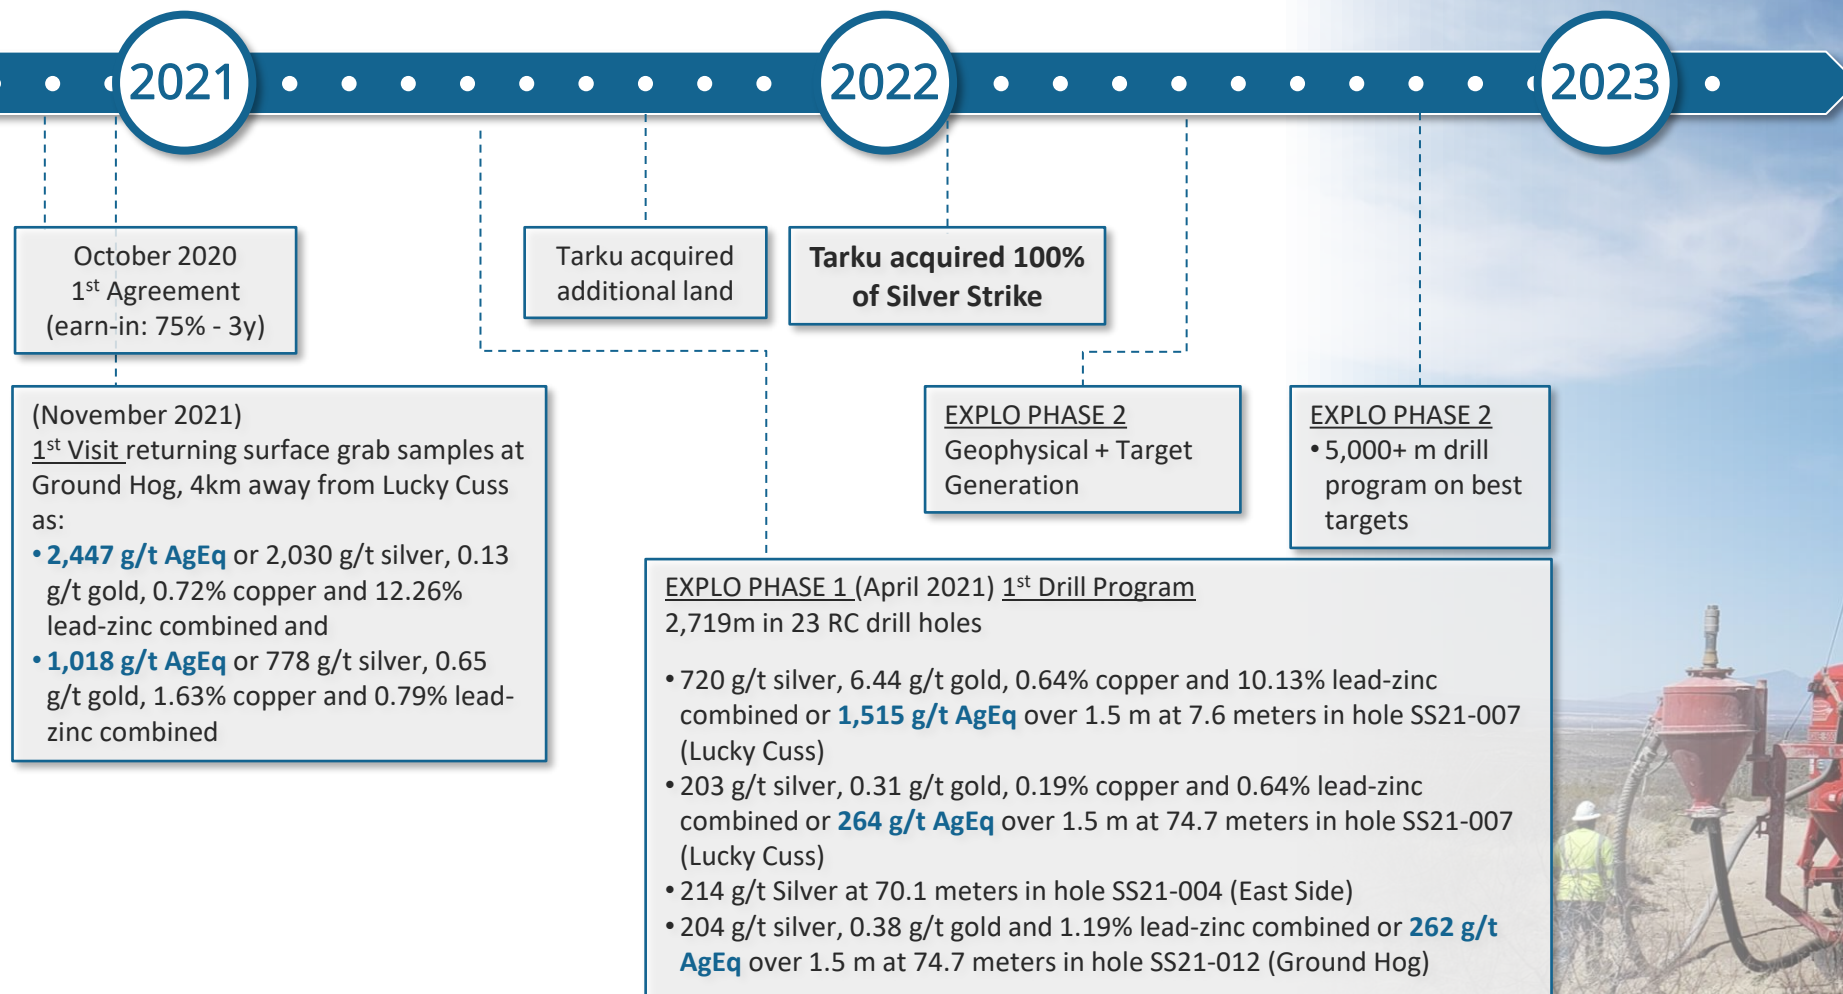 2021
2022
2023
October 2020
1st Agreement
(earn-in: 75% - 3y)
Tarku acquired
additional land
Tarku acquired 100%
of Silver Strike
(November 2021)
1st Visit returning surface grab samples at
Ground Hog, 4km away from Lucky Cuss
as:
• 2,447 g/t AgEq or 2,030 g/t silver, 0.13
g/t gold, 0.72% copper and 12.26%
lead-zinc combined and
• 1,018 g/t AgEq or 778 g/t silver, 0.65
g/t gold, 1.63% copper and 0.79% lead-
zinc combined
EXPLO PHASE 2
Geophysical + Target
Generation
EXPLO PHASE 2
• 5,000+ m drill
program on best
targets
EXPLO PHASE 1 (April 2021) 1st Drill Program
2,719m in 23 RC drill holes
• 720 g/t silver, 6.44 g/t gold, 0.64% copper and 10.13% lead-zinc
combined or 1,515 g/t AgEq over 1.5 m at 7.6 meters in hole SS21-007
(Lucky Cuss)
• 203 g/t silver, 0.31 g/t gold, 0.19% copper and 0.64% lead-zinc
combined or 264 g/t AgEq over 1.5 m at 74.7 meters in hole SS21-007
(Lucky Cuss)
• 214 g/t Silver at 70.1 meters in hole SS21-004 (East Side)
• 204 g/t silver, 0.38 g/t gold and 1.19% lead-zinc combined or 262 g/t
AgEq over 1.5 m at 74.7 meters in hole SS21-012 (Ground Hog)